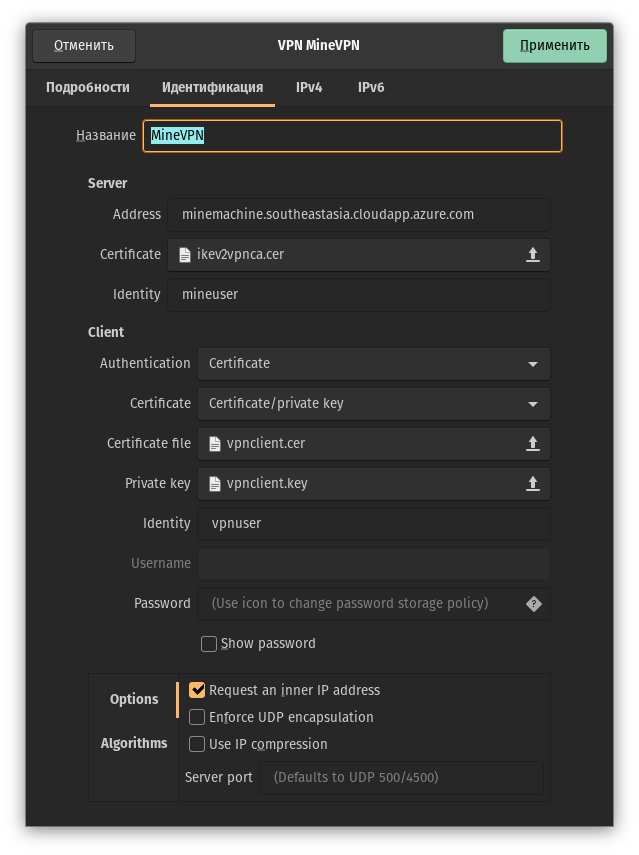 Отменить VPN MineVPN Применить
Подробности Идентификация IPv4 IPv6
Название MineVPN
Server
Address minemachine.southeastasia.cloudapp.azure.com
Certificate ikev2vpnca.cer
Identity mineuser
Client
Authentication Certificate
Certificate Certificate/private key
Certificate file vpnclient.cer
Private key vpnclient.key
Identity vpnuser
Username
Password (Use icon to change password storage policy) ?
Show password
Options Request an inner IP address
Enforce UDP encapsulation
Algorithms Use IP compression
Server port (Defaults to UDP 500/4500)